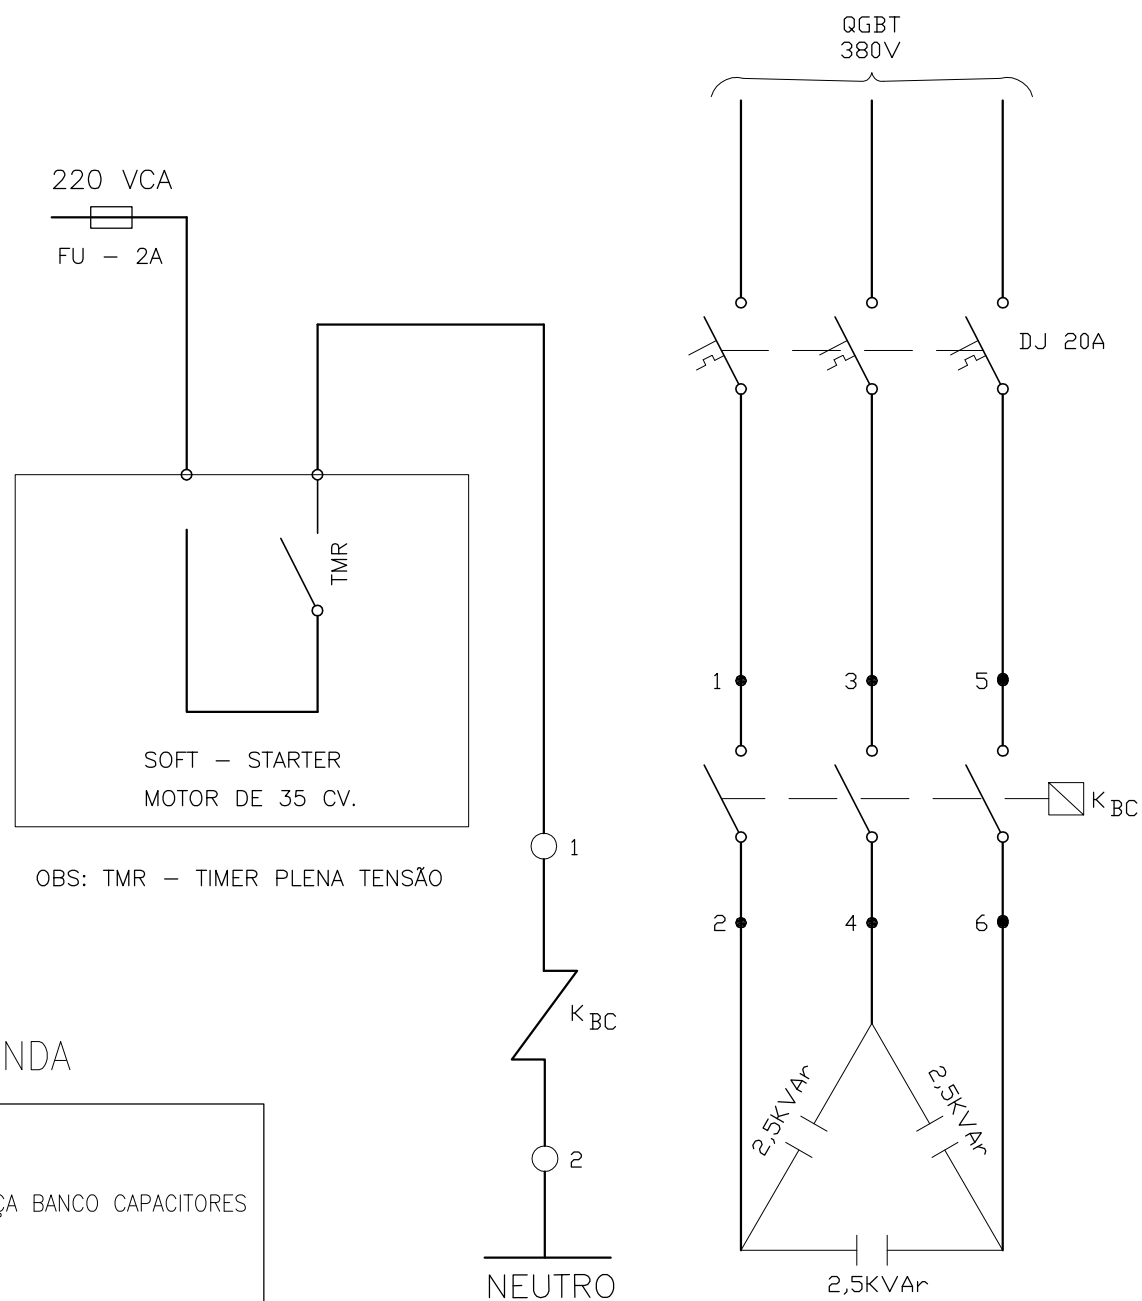 QGBT
380V
220 VCA
FU - 2A
DJ 20A
TMR
1
3
5
SOFT - STARTER
MOTOR DE 35 CV.
KBC
1
OBS: TMR - TIMER PLENA TENSÃO
2
4
6
KBC
NDA
2,5KVAr
2,5KVAr
2
ÇA BANCO CAPACITORES
NEUTRO
2,5KVAr